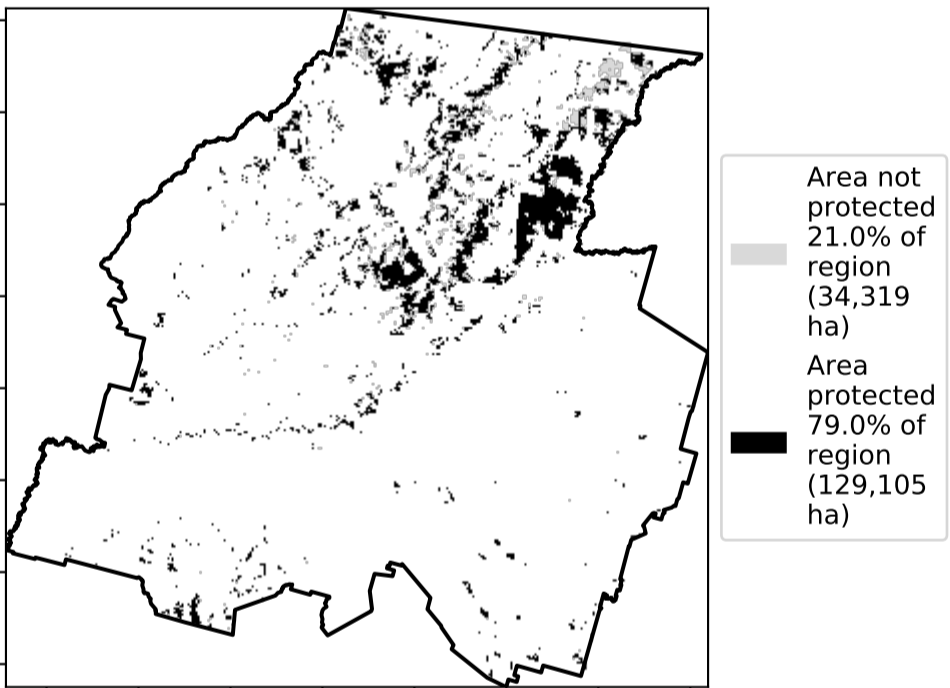 Area not
protected
21.0% of
region
(34,319
ha)
Area
protected
79.0% of
region
(129,105
ha)